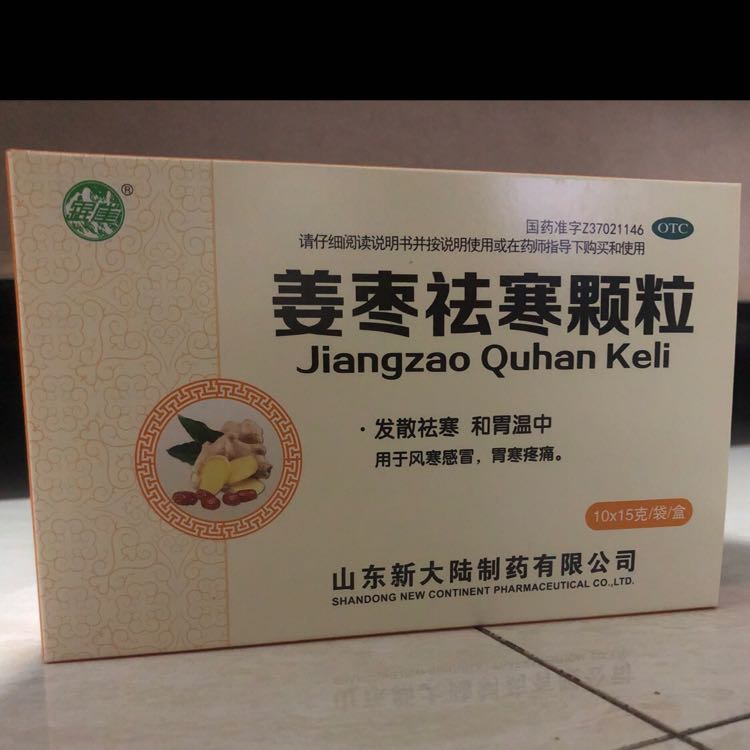 ®
国药准字Z37021146
OTC
请仔细阅读说明书并按说明使用或在药师指导下购买和使用
姜枣祛寒颗粒
Jiangzao Quhan Keli
·发散祛寒 和胃温中
用于风寒感冒，胃寒疼痛。
10x15克/袋/盒
山东新大陆制药有限公司
SHANDONG NEW CONTINENT PHARMACEUTICAL CO.,LTD.